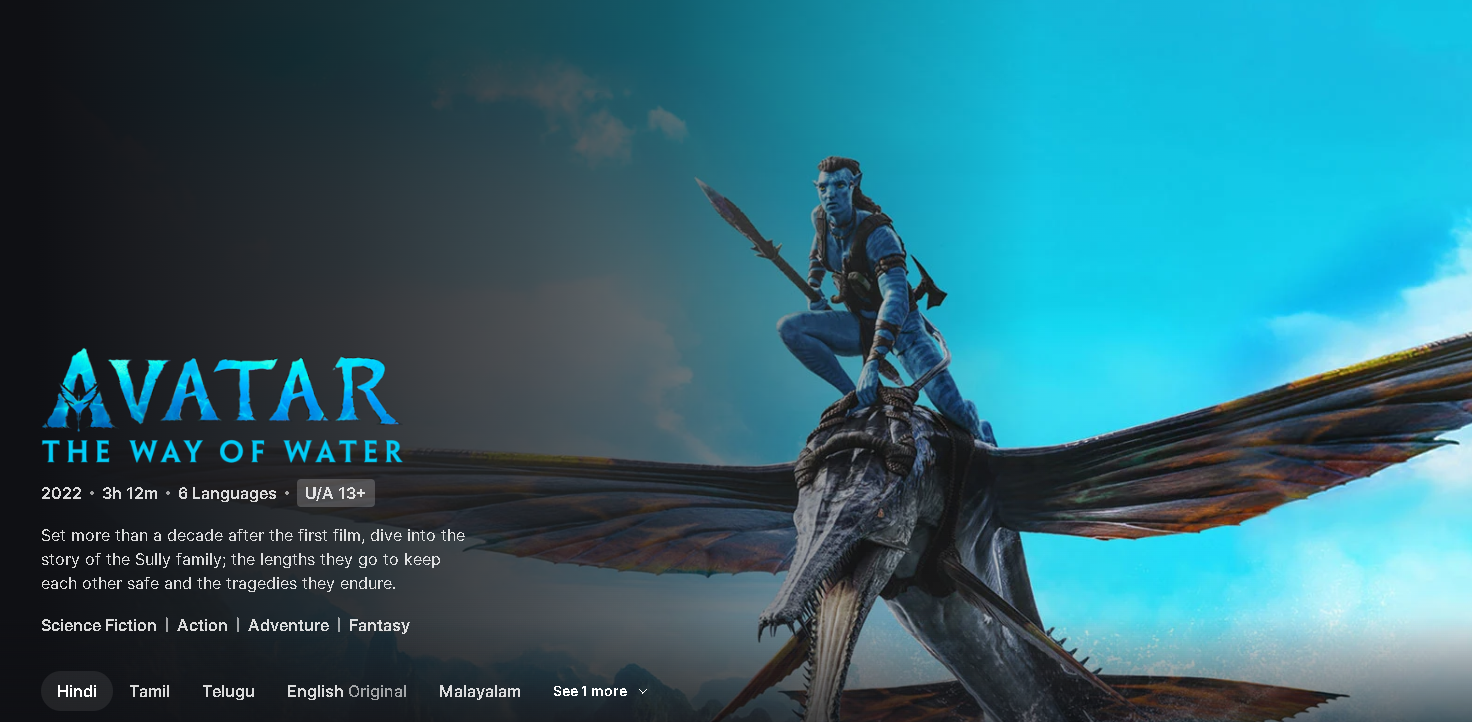 AVATAR
THE WAY OF WATER
2022 • 3h 12m • 6 Languages • U/A 13+
Set more than a decade after the first film, dive into the
story of the Sully family; the lengths they go to keep
each other safe and the tragedies they endure.
Science Fiction | Action | Adventure | Fantasy
Hindi Tamil Telugu English Original Malayalam See 1 more